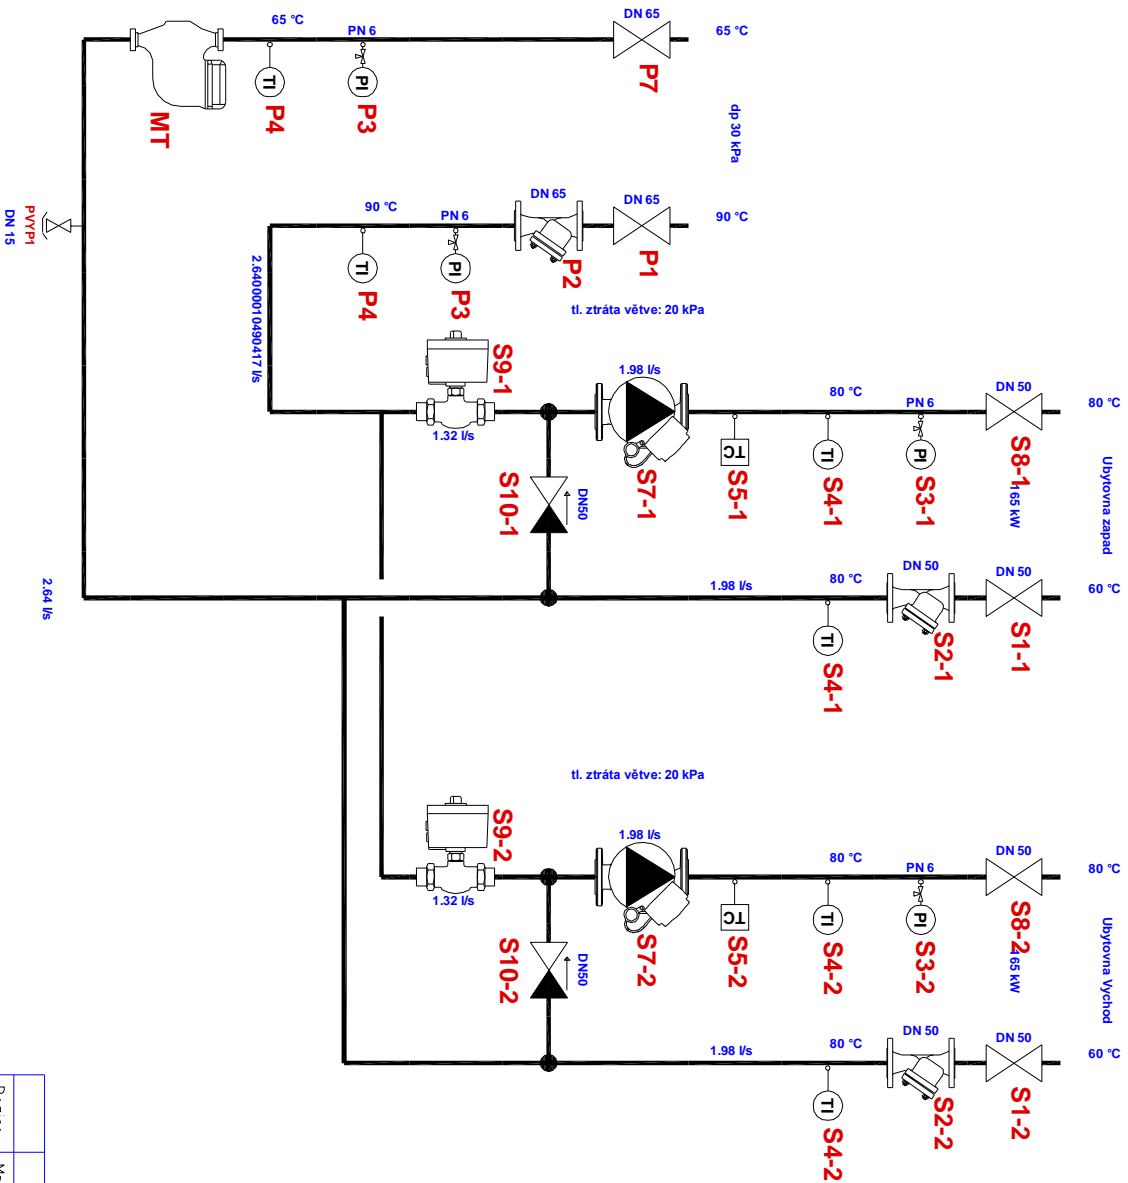 DN 65
65 °C
PN 6
65 °C
P7
TI
PI
P4
P3
MT
dp 30 kPa
DN 65
DN 65
90 °C
PN 6
90 °C
P1
P2
TI
PI
P4
P3
PVYP1
DN 15
2.64000010490417 l/s
tl. ztráta větve: 20 kPa
S9-1
1.98 l/s
80 °C
PN 6
DN 50
80 °C
1.32 l/s
TC
TI
PI
S10-1
DN50
S7-1
S5-1
S4-1
S3-1
S8-1
165 kW
Ubytovna zapad
2.64 l/s
1.98 l/s
80 °C
DN 50
DN 50
60 °C
TI
S4-1
S2-1
S1-1
tl. ztráta větve: 20 kPa
S9-2
1.98 l/s
80 °C
PN 6
DN 50
80 °C
1.32 l/s
TC
TI
PI
S10-2
DN50
S7-2
S5-2
S4-2
S3-2
S8-2
165 kW
Ubytovna Vychod
1.98 l/s
80 °C
DN 50
DN 50
60 °C
TI
S4-2
S2-2
S1-2